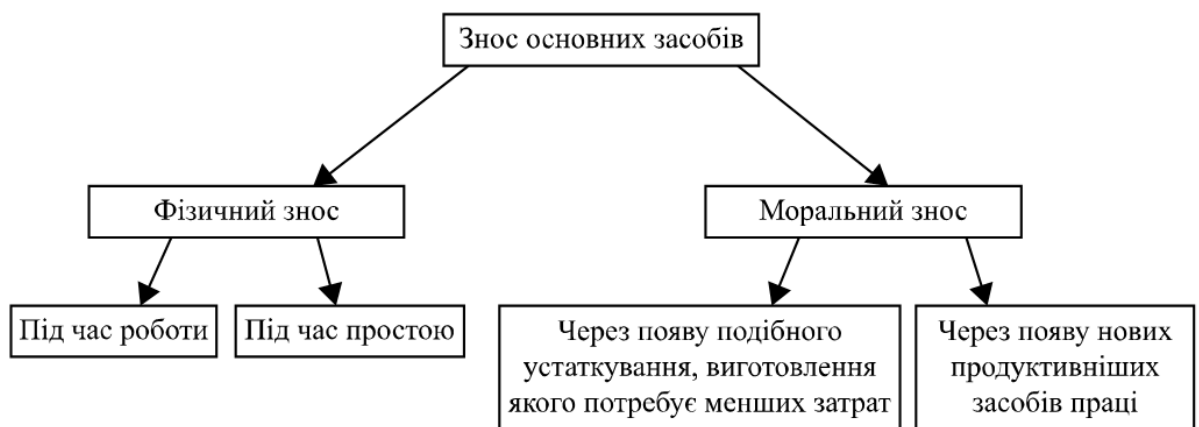 Знос основних засобів
Фізичний знос
Моральний знос
Під час роботи
Під час простою
Через появу подібного
устаткування, виготовлення
якого потребує менших затрат
Через появу нових
продуктивніших
засобів праці